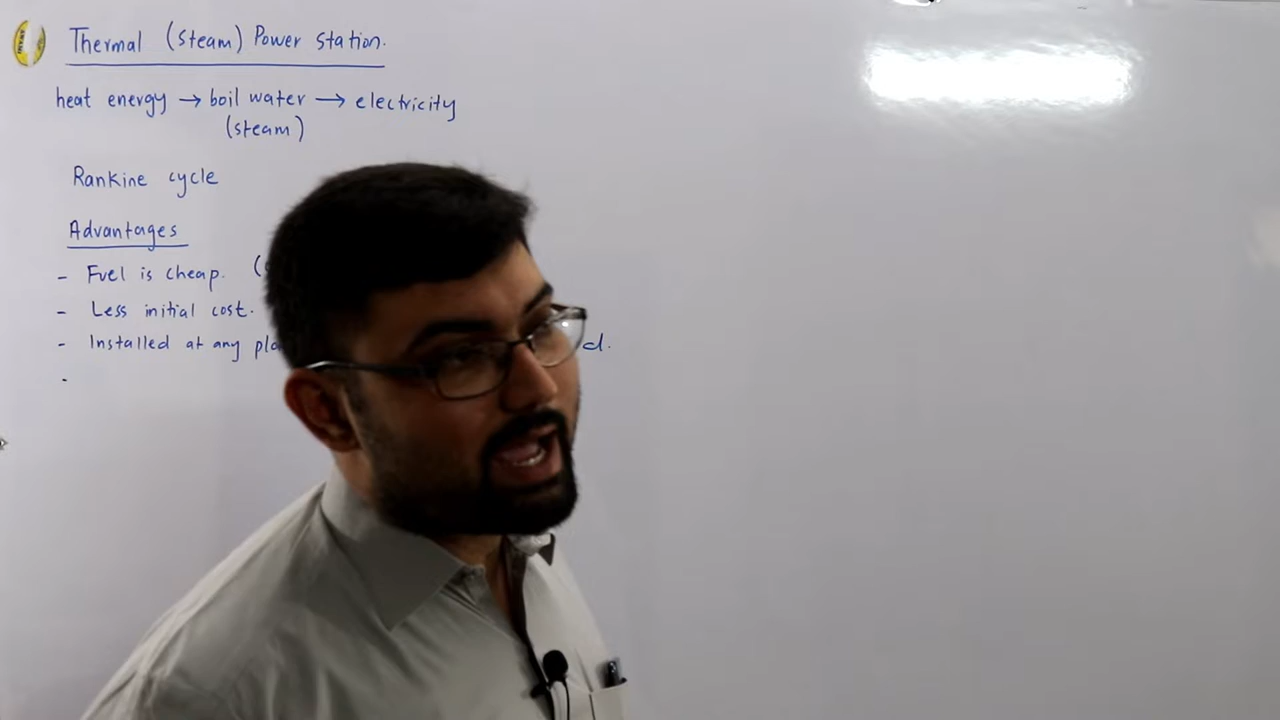 Thermal (steam) Power station.
heat energy → boil water → electricity
(steam)
Rankine cycle
Advantages
- Fuel is cheap. (
- Less initial cost.
- Installed at any